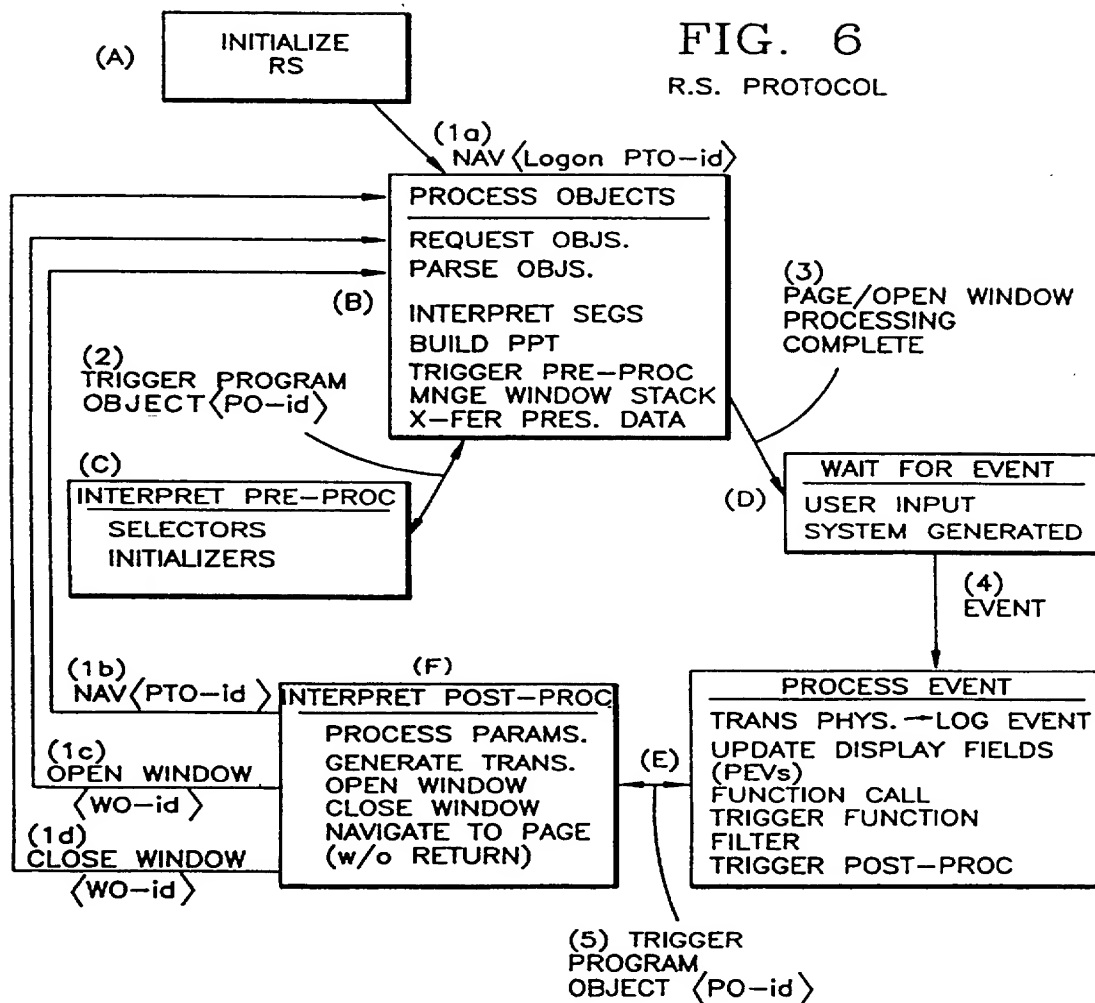 FIG. 6
R.S. PROTOCOL
(A)
INITIALIZE
RS
(1a)
NAV〈Logon PTO-id〉
PROCESS OBJECTS
REQUEST OBJS.
PARSE OBJS.
(B)
INTERPRET SEGS
BUILD PPT
TRIGGER PRE-PROC
MNGE WINDOW STACK
X-FER PRES. DATA
(3)
PAGE/OPEN WINDOW
PROCESSING
COMPLETE
(2)
TRIGGER PROGRAM
OBJECT〈PO-id〉
(C)
INTERPRET PRE-PROC
SELECTORS
INITIALIZERS
(D)
WAIT FOR EVENT
USER INPUT
SYSTEM GENERATED
(4)
EVENT
(1b)
NAV〈PTO-id〉
(1c)
OPEN WINDOW
〈WO-id〉
(1d)
CLOSE WINDOW
〈WO-id〉
(F)
INTERPRET POST-PROC
PROCESS PARAMS.
GENERATE TRANS.
OPEN WINDOW
CLOSE WINDOW
NAVIGATE TO PAGE
(w/o RETURN)
(E)
PROCESS EVENT
TRANS PHYS.→LOG EVENT
UPDATE DISPLAY FIELDS
(PEVs)
FUNCTION CALL
TRIGGER FUNCTION
FILTER
TRIGGER POST-PROC
(5) TRIGGER
PROGRAM
OBJECT 〈PO-id〉